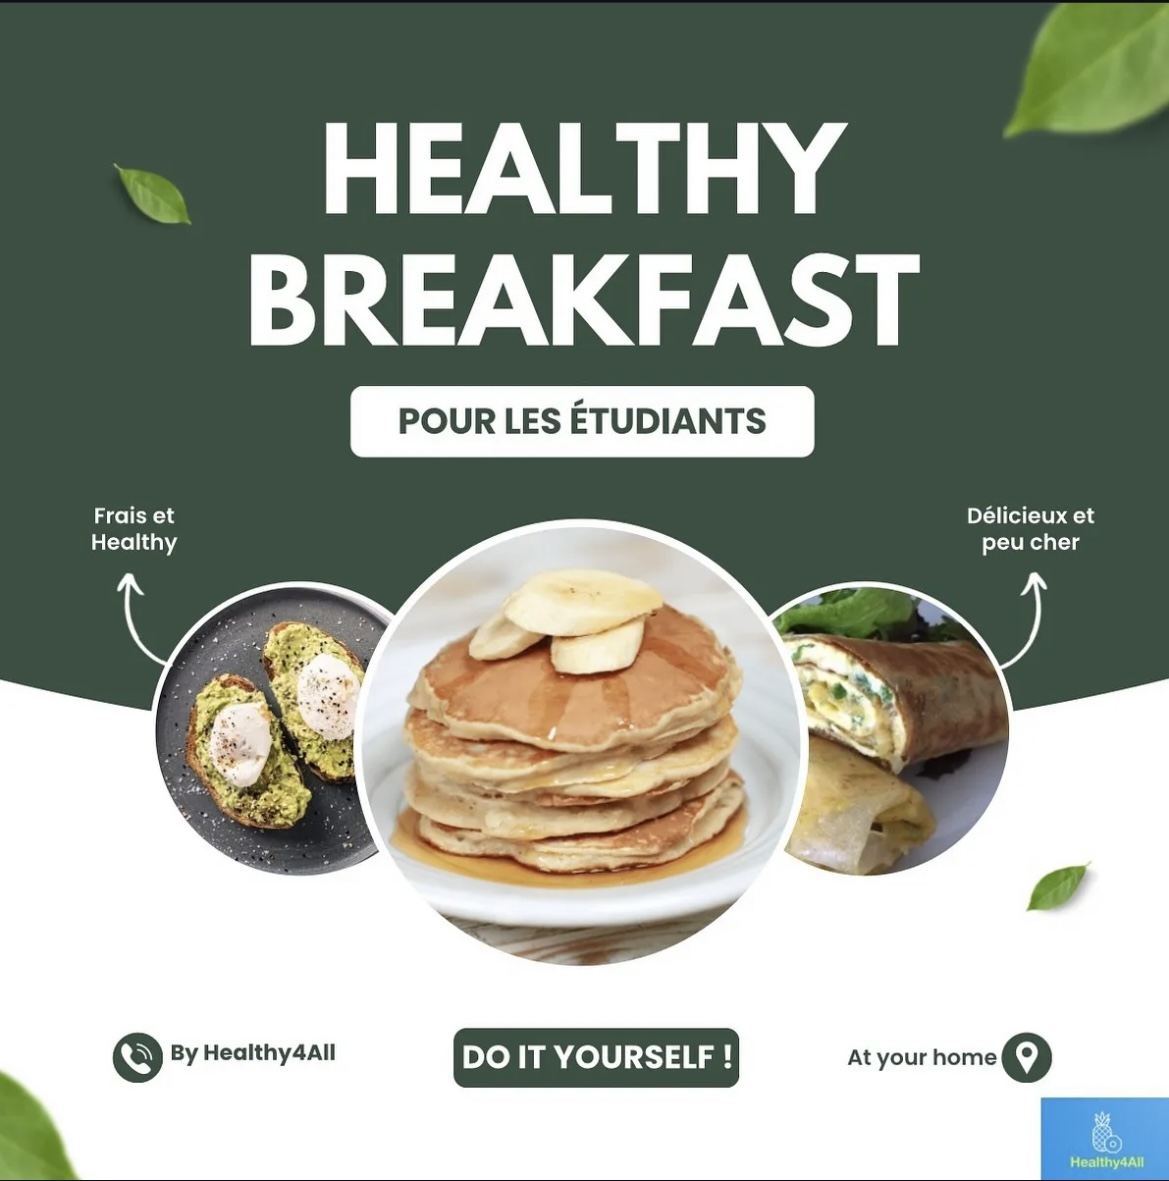 HEALTHY
BREAKFAST
POUR LES ÉTUDIANTS
Frais et
Healthy
Délicieux et
peu cher
By Healthy4All
DO IT YOURSELF !
At your home
Healthy4All